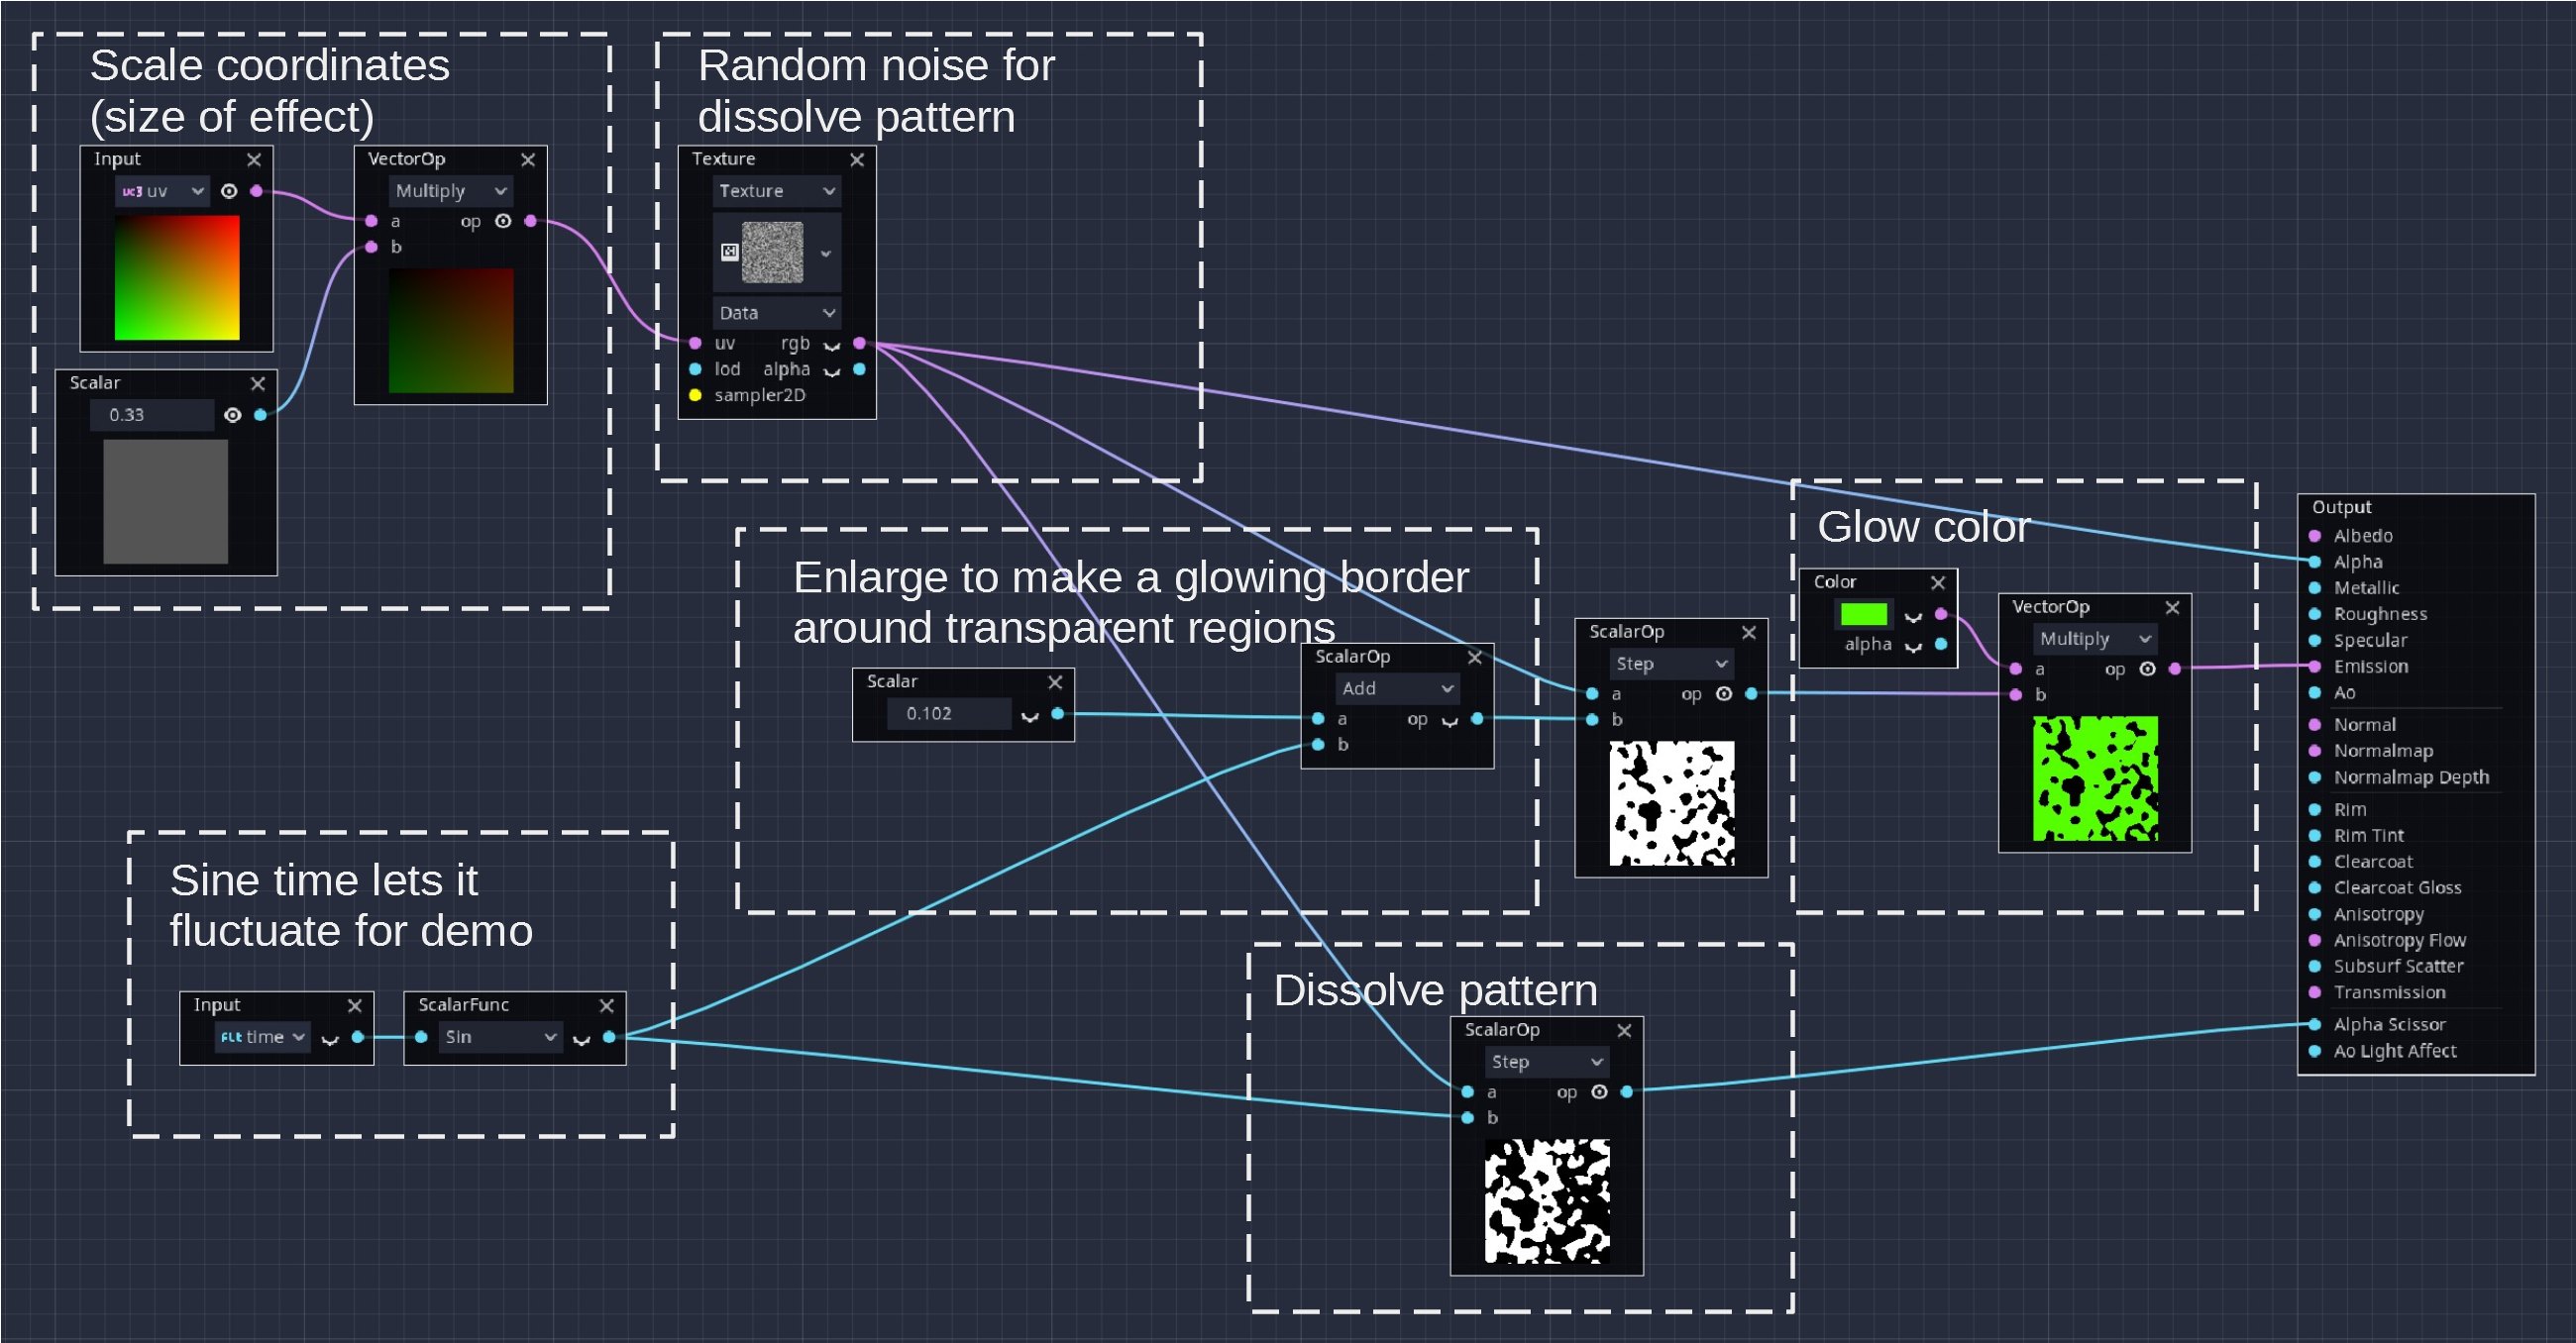 Scale coordinates
(size of effect)
Input
uc3 uv
VectorOp
Multiply
a op
b
Scalar
0.33
Random noise for
dissolve pattern
Texture
Texture
Data
uv rgb
lod alpha
sampler2D
Enlarge to make a glowing border
around transparent regions
Scalar
0.102
ScalarOp
Add
a op
b
ScalarOp
Step
a op
b
Glow color
Color
alpha
VectorOp
Multiply
a op
b
Output
Albedo
Alpha
Metallic
Roughness
Specular
Emission
Ao
Normal
Normalmap
Normalmap Depth
Rim
Rim Tint
Clearcoat
Clearcoat Gloss
Anisotropy
Anisotropy Flow
Subsurf Scatter
Transmission
Alpha Scissor
Ao Light Affect
Sine time lets it
fluctuate for demo
Input
FLt time
ScalarFunc
Sin
Dissolve pattern
ScalarOp
Step
a op
b